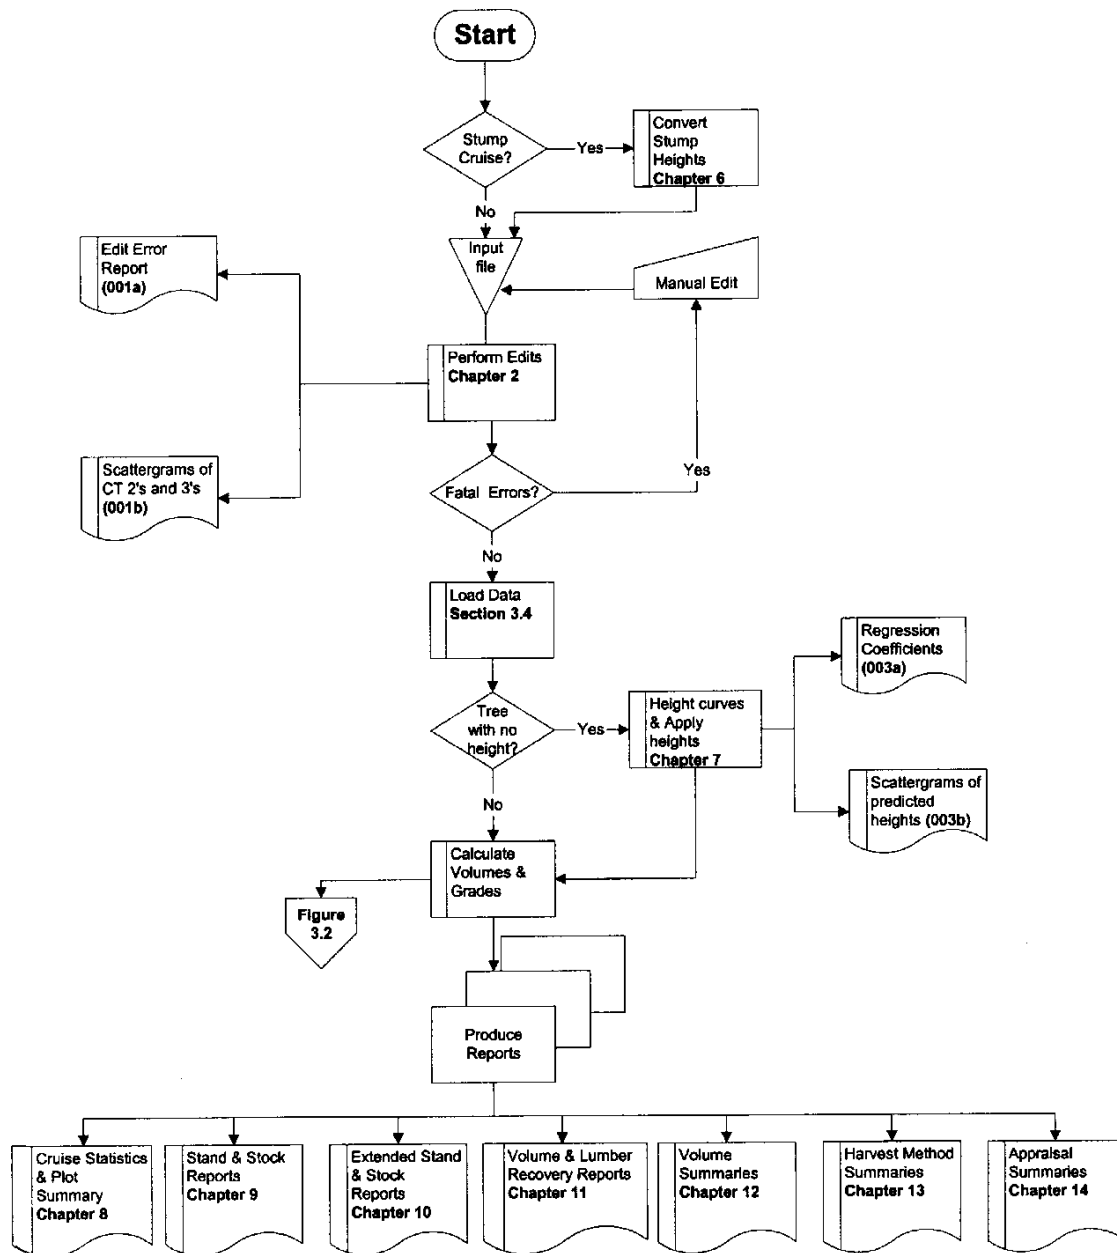 Start
Stump
Cruise?
Yes
Convert
Stump
Heights
Chapter 6
No
Input
file
Edit Error
Report
(001a)
Manual Edit
Perform Edits
Chapter 2
Scattergrams of
CT 2's and 3's
(001b)
Fatal Errors?
Yes
No
Load Data
Section 3.4
Regression
Coefficients
(003a)
Tree
with no
height?
Yes
Height curves
& Apply
heights
Chapter 7
Scattergrams of
predicted
heights (003b)
No
Calculate
Volumes &
Grades
Figure
3.2
Produce
Reports
Cruise Statistics
& Plot
Summary
Chapter 8
Stand & Stock
Reports
Chapter 9
Extended Stand
& Stock
Reports
Chapter 10
Volume & Lumber
Recovery Reports
Chapter 11
Volume
Summaries
Chapter 12
Harvest Method
Summaries
Chapter 13
Appraisal
Summaries
Chapter 14